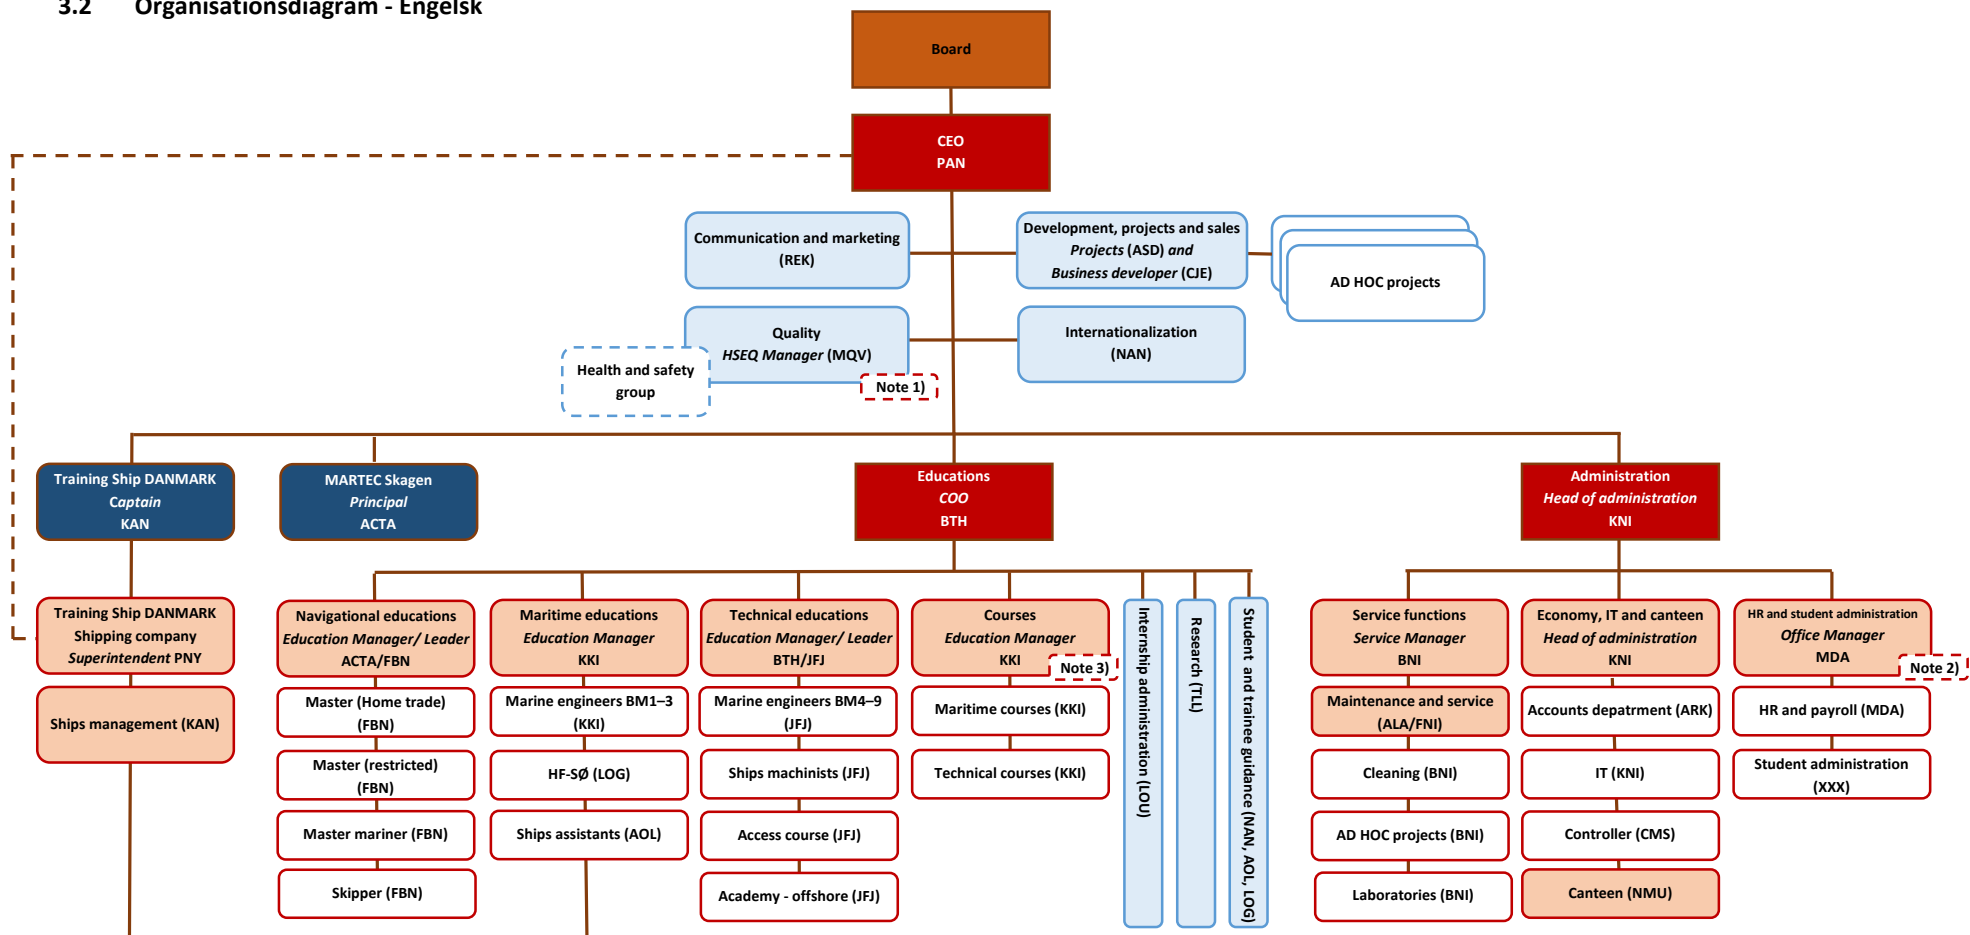 3.2 Organisationsdiagram - Engelsk
Board
CEO
PAN
Communication and marketing
(REK)
Development, projects and sales
Projects (ASD) and
Business developer (CJE)
AD HOC projects
Quality
HSEQ Manager (MQV)
Internationalization
(NAN)
Health and safety
group
Note 1)
Training Ship DANMARK
Captain
KAN
MARTEC Skagen
Principal
ACTA
Educations
COO
BTH
Administration
Head of administration
KNI
Training Ship DANMARK
Shipping company
Superintendent PNY
Ships management (KAN)
Navigational educations
Education Manager/ Leader
ACTA/FBN
Master (Home trade)
(FBN)
Master (restricted)
(FBN)
Master mariner (FBN)
Skipper (FBN)
Maritime educations
Education Manager
KKI
Marine engineers BM1–3
(KKI)
HF-SØ (LOG)
Ships assistants (AOL)
Technical educations
Education Manager/ Leader
BTH/JFJ
Marine engineers BM4–9
(JFJ)
Ships machinists (JFJ)
Access course (JFJ)
Academy - offshore (JFJ)
Courses
Education Manager
KKI
Note 3)
Maritime courses (KKI)
Technical courses (KKI)
Internship administration (LOU)
Research (TLL)
Student and trainee guidance (NAN, AOL, LOG)
Service functions
Service Manager
BNI
Maintenance and service
(ALA/FNI)
Cleaning (BNI)
AD HOC projects (BNI)
Laboratories (BNI)
Economy, IT and canteen
Head of administration
KNI
Accounts depatrment (ARK)
IT (KNI)
Controller (CMS)
Canteen (NMU)
HR and student administration
Office Manager
MDA
Note 2)
HR and payroll (MDA)
Student administration
(XXX)